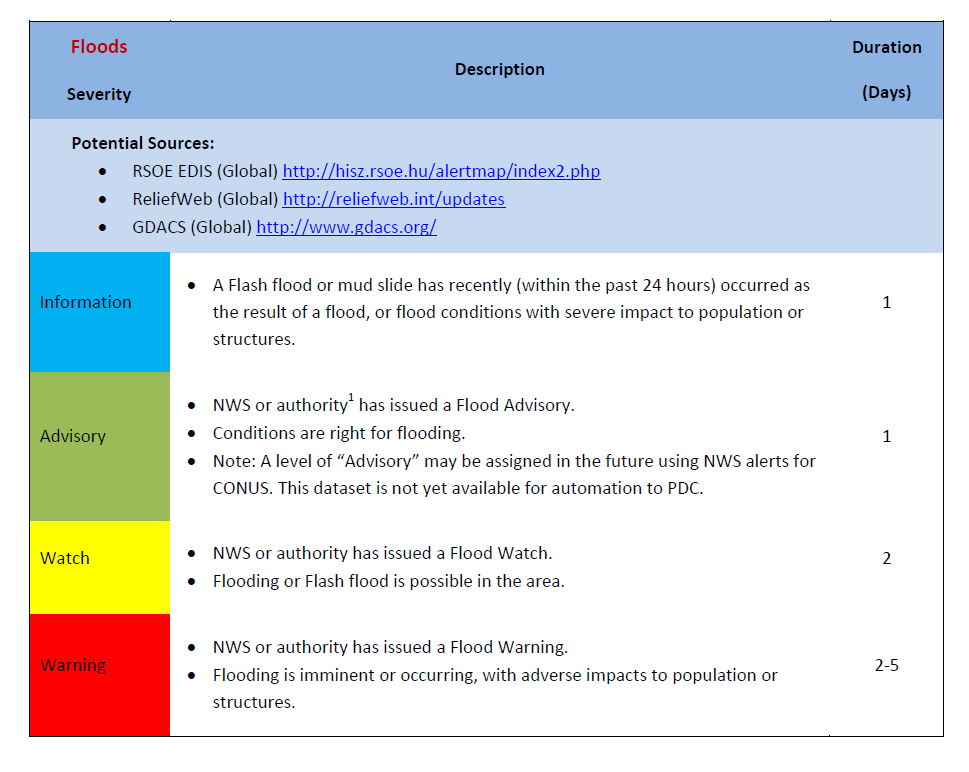 Floods
Severity
Description
Duration
(Days)
Potential Sources:
• RSOE EDIS (Global) http://hisz.rsoe.hu/alertmap/index2.php
• ReliefWeb (Global) http://reliefweb.int/updates
• GDACS (Global) http://www.gdacs.org/
Information
• A Flash flood or mud slide has recently (within the past 24 hours) occurred as
the result of a flood, or flood conditions with severe impact to population or
structures.
1
Advisory
• NWS or authority¹ has issued a Flood Advisory.
• Conditions are right for flooding.
• Note: A level of “Advisory” may be assigned in the future using NWS alerts for
CONUS. This dataset is not yet available for automation to PDC.
1
Watch
• NWS or authority has issued a Flood Watch.
• Flooding or Flash flood is possible in the area.
2
Warning
• NWS or authority has issued a Flood Warning.
• Flooding is imminent or occurring, with adverse impacts to population or
structures.
2-5